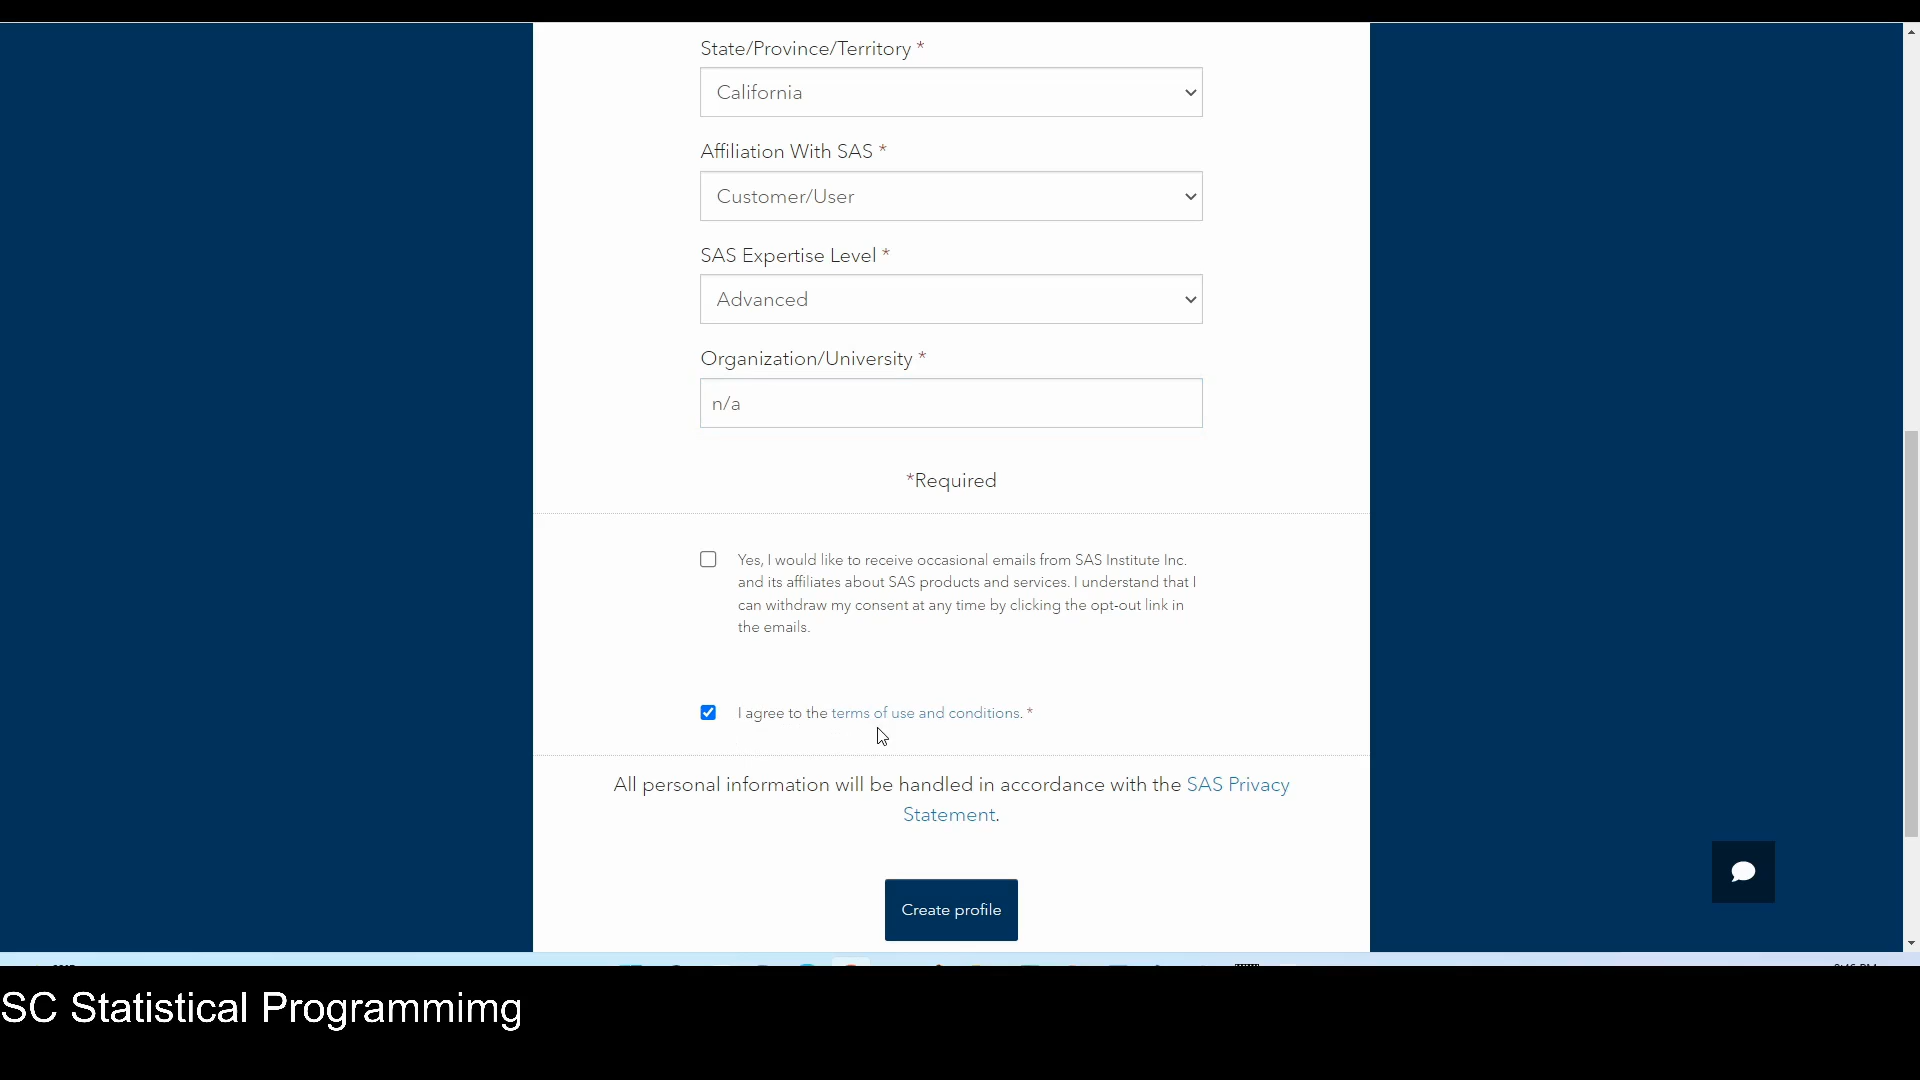 State/Province/Territory *
California
Affiliation With SAS *
Customer/User
SAS Expertise Level *
Advanced
Organization/University *
n/a
*Required
Yes, I would like to receive occasional emails from SAS Institute Inc.
and its affiliates about SAS products and services. I understand that I
can withdraw my consent at any time by clicking the opt-out link in
the emails.
I agree to the terms of use and conditions. *
All personal information will be handled in accordance with the SAS Privacy
Statement.
Create profile
SC Statistical Programmimg